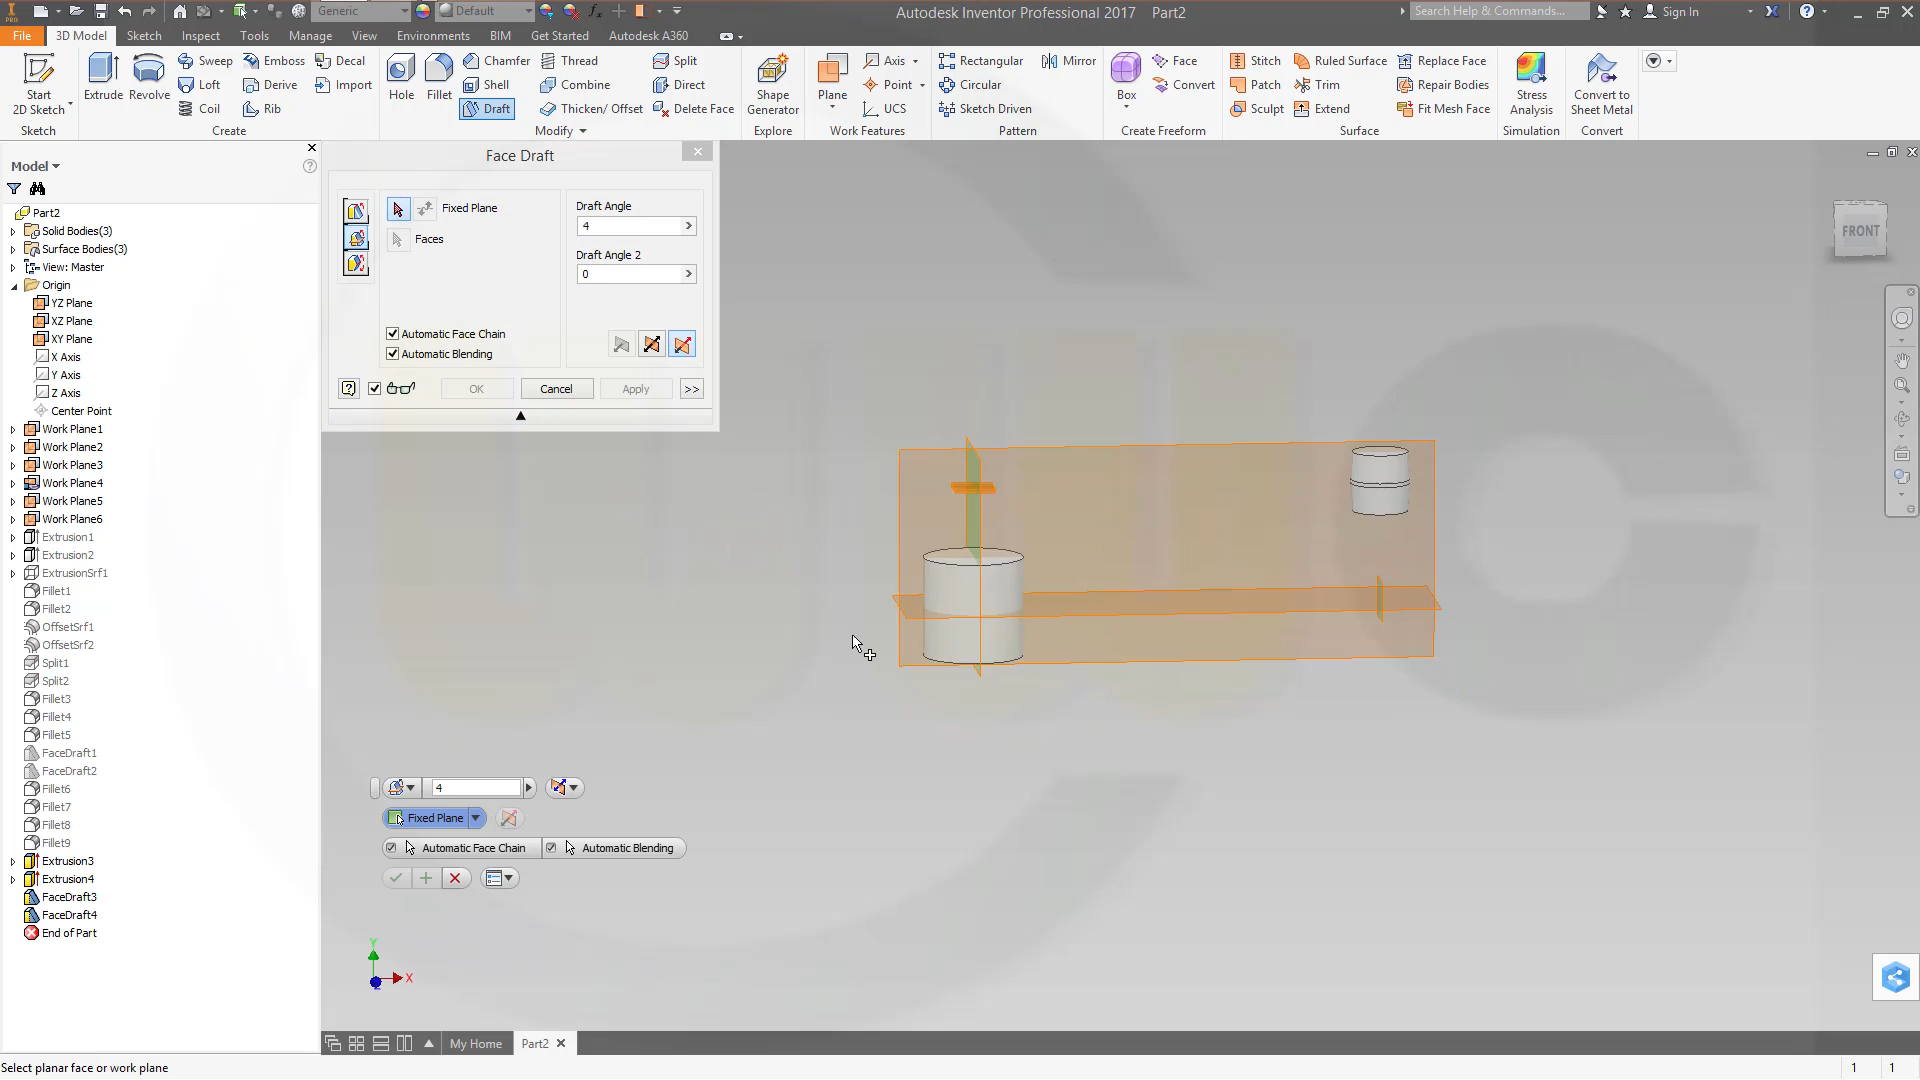 PRO
Generic
Default
Autodesk Inventor Professional 2017 Part2
Search Help & Commands...
Sign In
File
3D Model
Sketch
Inspect
Tools
Manage
View
Environments
BIM
Get Started
Autodesk A360
Start
2D Sketch
Sketch
Extrude
Revolve
Sweep
Loft
Coil
Emboss
Derive
Rib
Decal
Import
Create
Hole
Fillet
Chamfer
Shell
Draft
Thread
Combine
Thicken/ Offset
Split
Direct
Delete Face
Modify
Shape
Generator
Explore
Plane
Axis
Point
UCS
Work Features
Rectangular
Circular
Sketch Driven
Mirror
Pattern
Box
Face
Convert
Create Freeform
Stitch
Patch
Sculpt
Ruled Surface
Trim
Extend
Replace Face
Repair Bodies
Fit Mesh Face
Surface
Stress
Analysis
Simulation
Convert to
Sheet Metal
Convert
Model
Part2
Solid Bodies(3)
Surface Bodies(3)
View: Master
Origin
YZ Plane
XZ Plane
XY Plane
X Axis
Y Axis
Z Axis
Center Point
Work Plane1
Work Plane2
Work Plane3
Work Plane4
Work Plane5
Work Plane6
Extrusion1
Extrusion2
ExtrusionSrf1
Fillet1
Fillet2
OffsetSrf1
OffsetSrf2
Split1
Split2
Fillet3
Fillet4
Fillet5
FaceDraft1
FaceDraft2
Fillet6
Fillet7
Fillet8
Fillet9
Extrusion3
Extrusion4
FaceDraft3
FaceDraft4
End of Part
Face Draft
Fixed Plane
Faces
Draft Angle
4
Draft Angle 2
0
Automatic Face Chain
Automatic Blending
OK
Cancel
Apply
>>
FRONT
4
Fixed Plane
Automatic Face Chain
Automatic Blending
Y
X
My Home
Part2
Select planar face or work plane
1
1